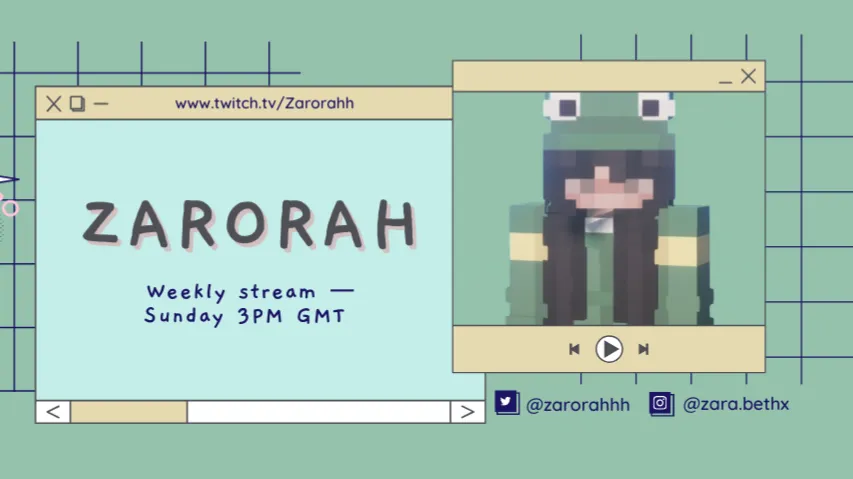 www.twitch.tv/Zarorahh
ZARORAH
Weekly stream —
Sunday 3PM GMT
@zarorahhh
@zara.bethx